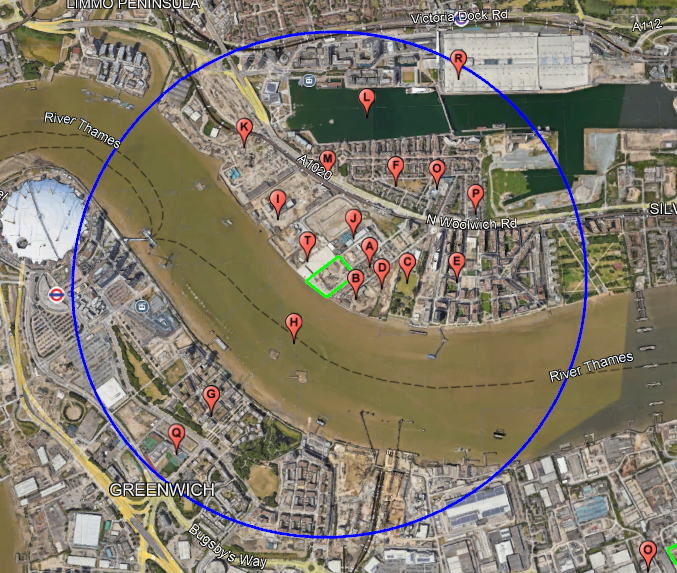 LIMMO PENINSULA
Victoria Dock Rd
A112
R
L
River Thames
K
A1020
M
F
O
P
I
N Woolwich Rd
SILV
J
T
A
C
E
D
B
H
River Thames
G
Q
GREENWICH
Bugsby's Way
O